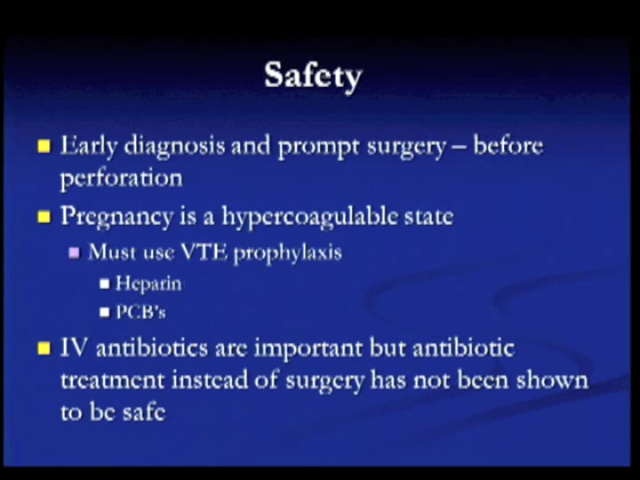 Safety
Early diagnosis and prompt surgery – before
perforation
Pregnancy is a hypercoagulable state
Must use VTE prophylaxis
Heparin
PCB's
IV antibiotics are important but antibiotic
treatment instead of surgery has not been shown
to be safe